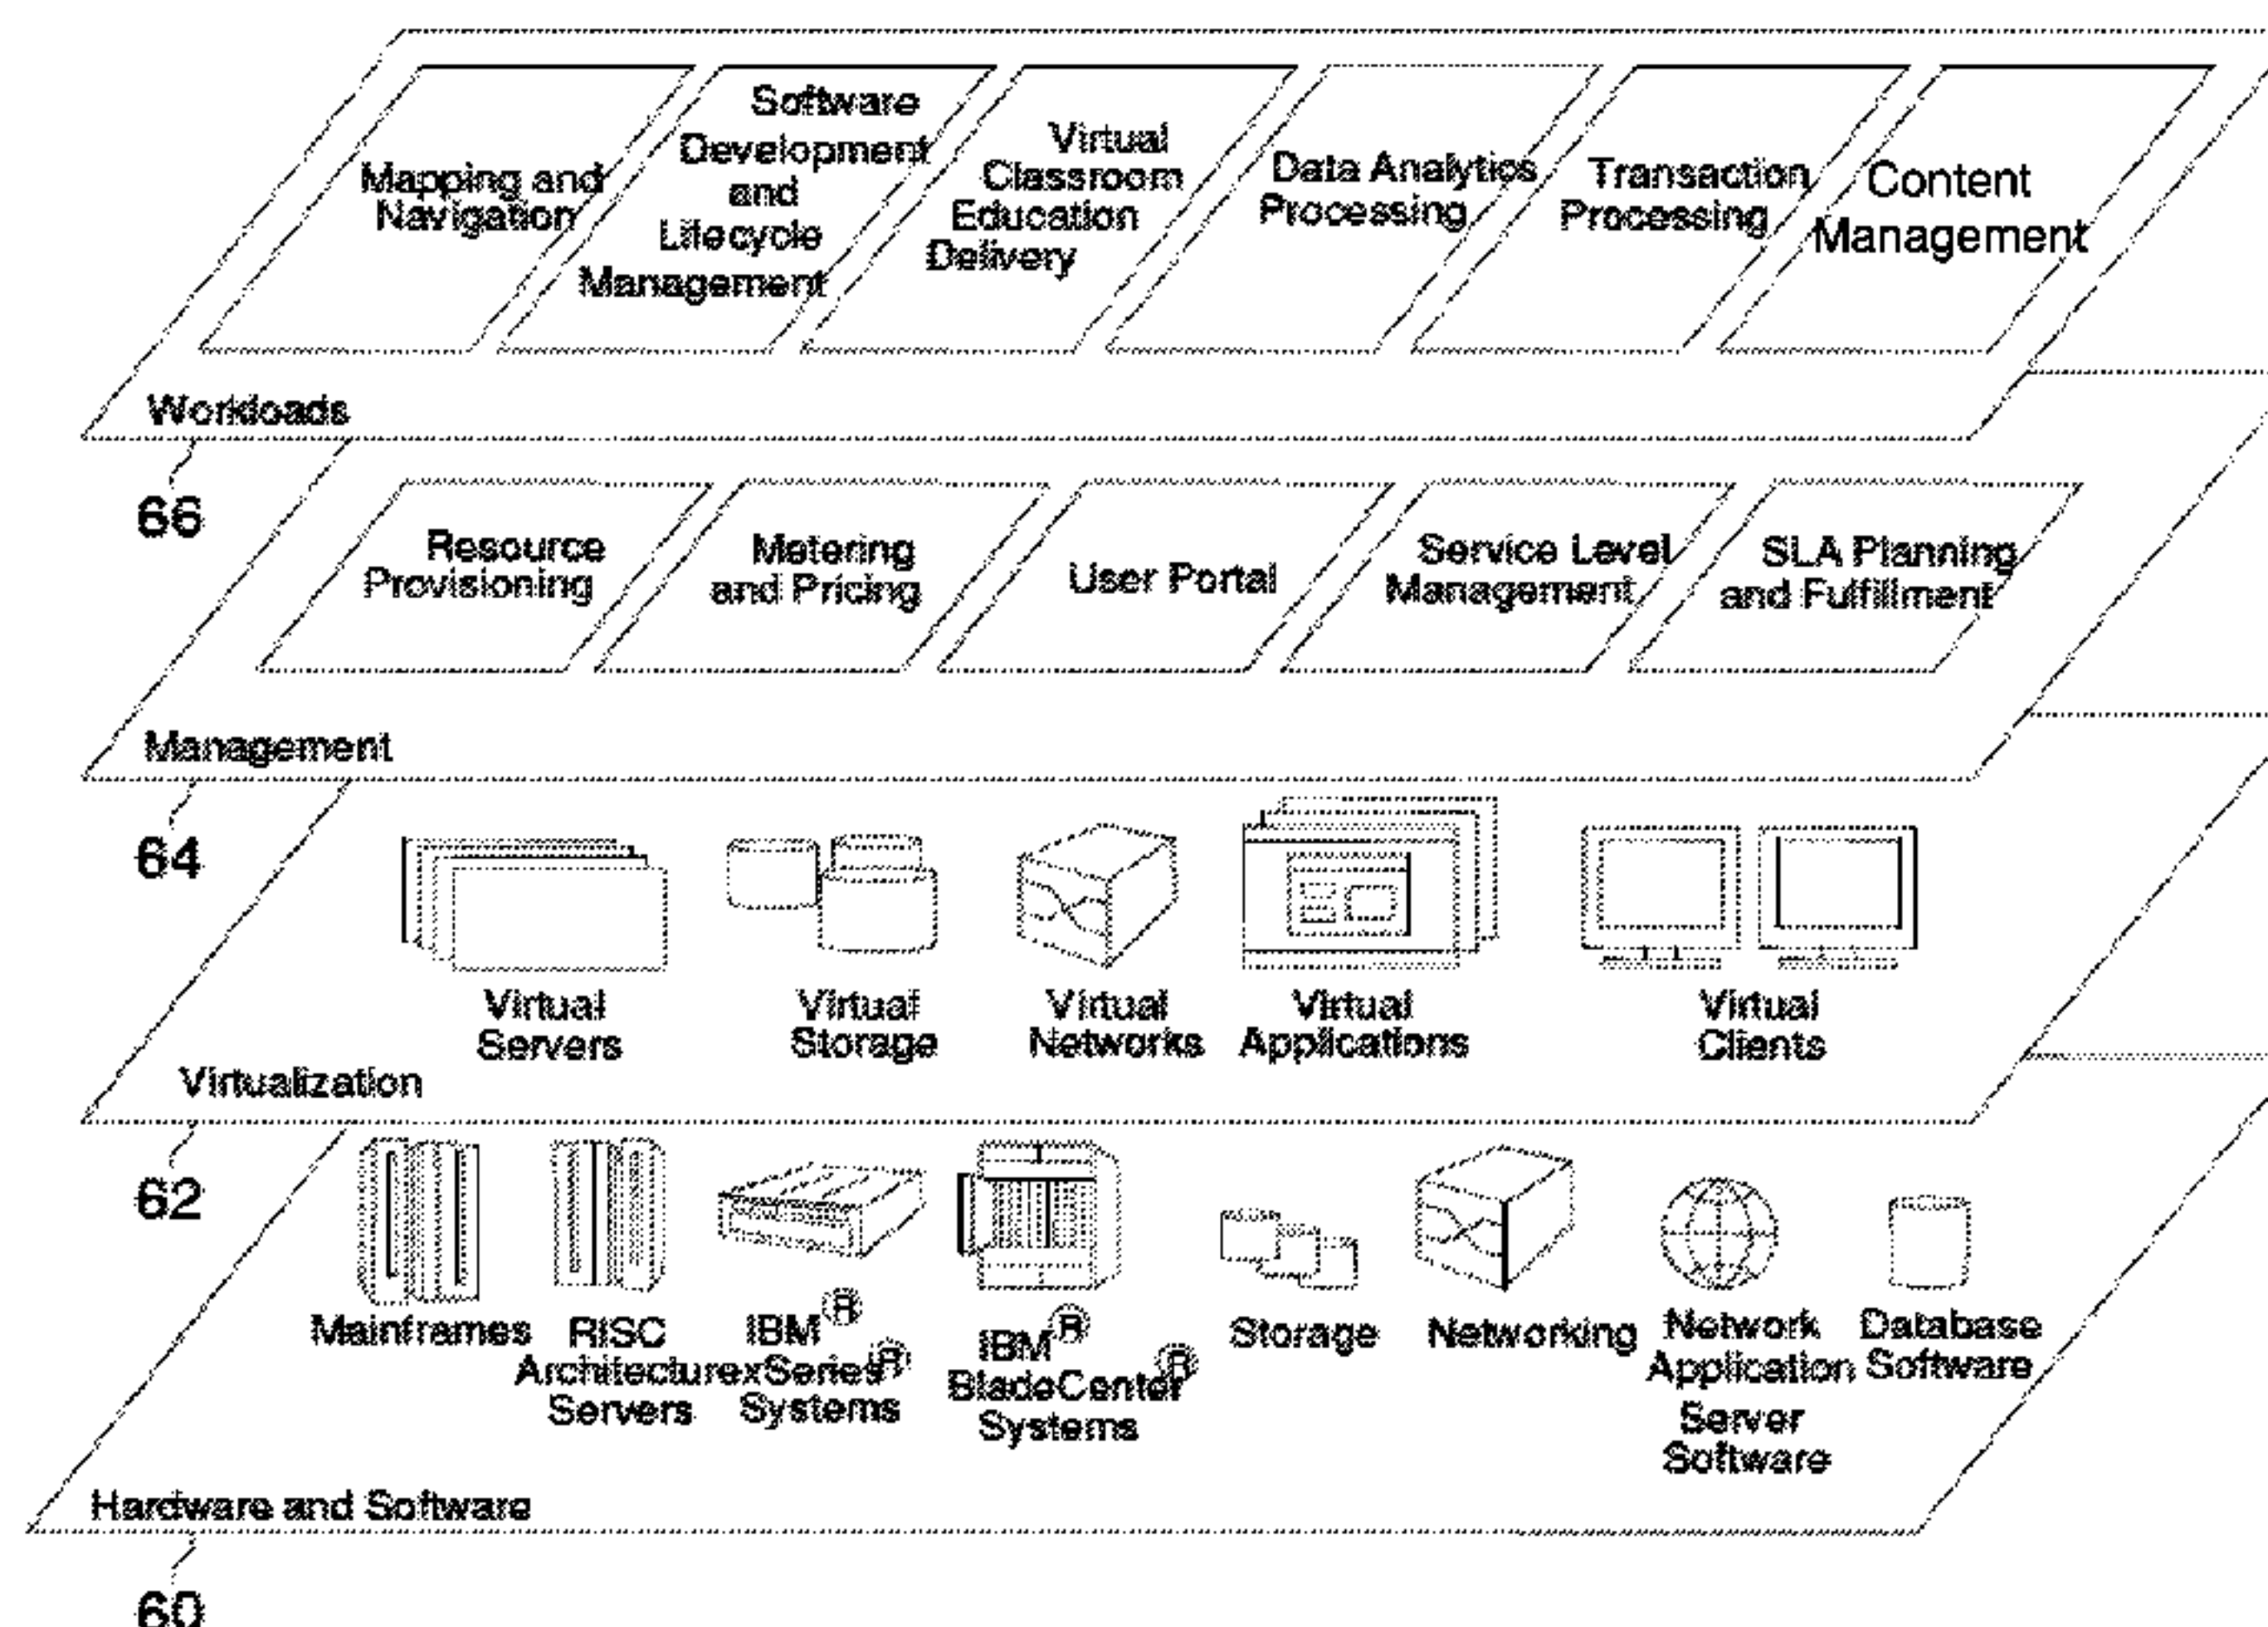 Mapping and
Navigation
Software
Development
and
Lifecycle
Management
Virtual
Classroom
Education
Delivery
Data Analytics
Processing
Transaction
Processing
Content
Management
Workloads
66
Resource
Provisioning
Metering
and Pricing
User Portal
Service Level
Management
SLA Planning
and Fulfillment
Management
64
Virtual
Servers
Virtual
Storage
Virtual
Networks
Virtual
Applications
Virtual
Clients
Virtualization
62
Mainframes
RISC
Architecture
Servers
IBM®
xSeries®
Systems
IBM®
BladeCenter®
Systems
Storage
Networking
Network
Application
Server
Software
Database
Software
Hardware and Software
60